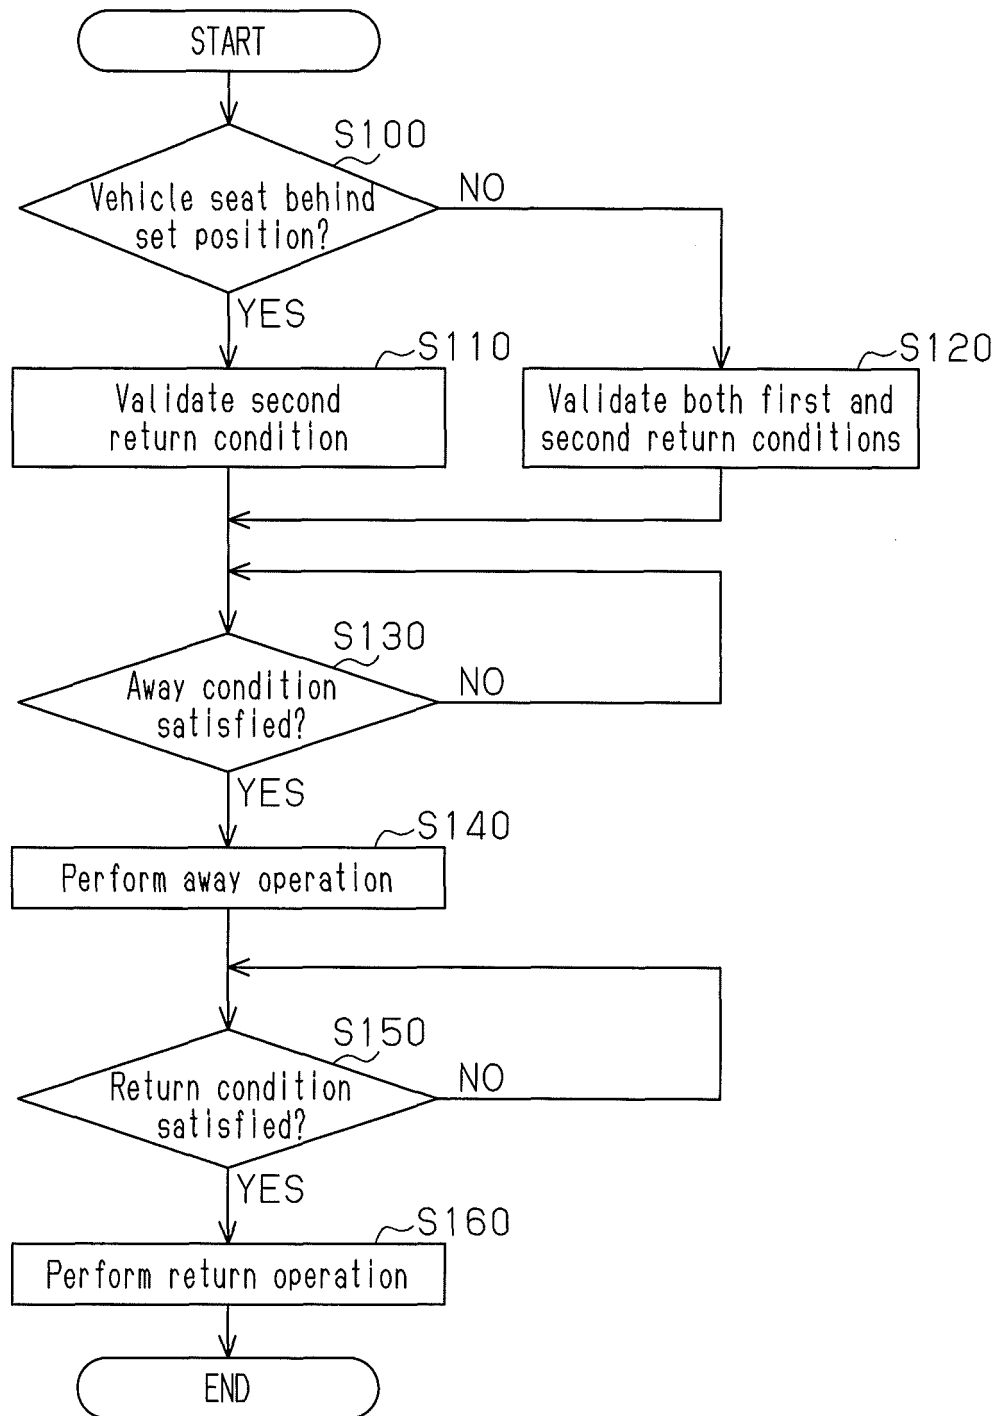 START
S100
Vehicle seat behind
set position?
NO
YES
S110
Validate second
return condition
S120
Validate both first and
second return conditions
S130
Away condition
satisfied?
NO
YES
S140
Perform away operation
S150
Return condition
satisfied?
NO
YES
S160
Perform return operation
END